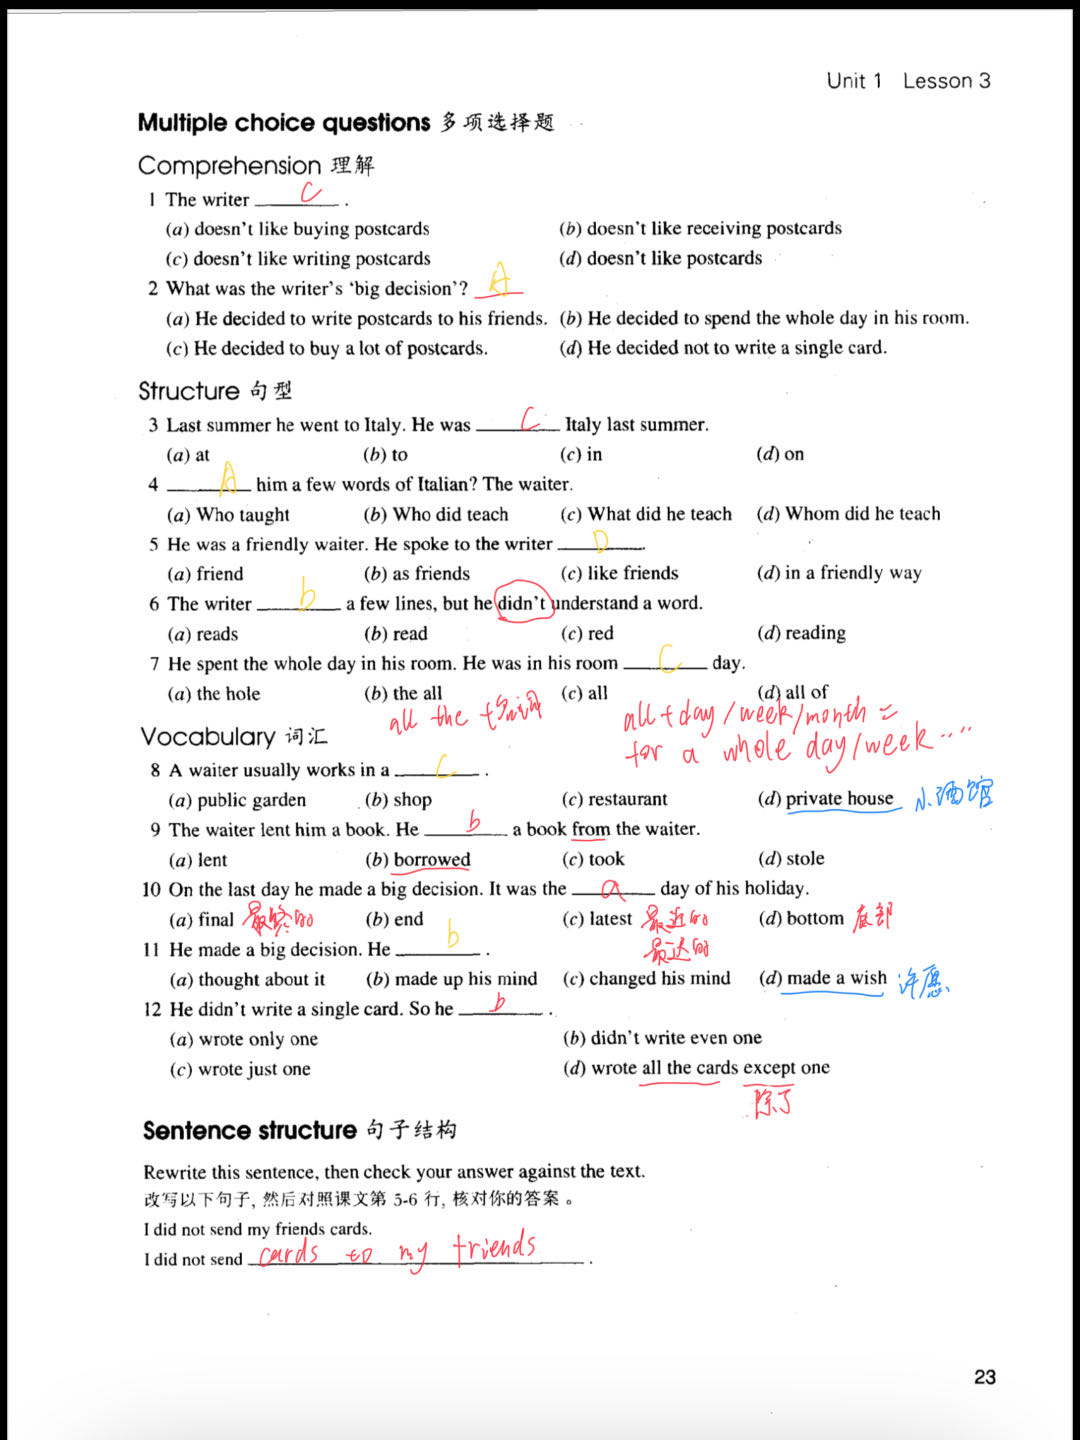 Unit 1 Lesson 3
Multiple choice questions 多项选择题
Comprehension 理解
1 The writer C .
(a) doesn't like buying postcards (b) doesn't like receiving postcards
(c) doesn't like writing postcards (d) doesn't like postcards
2 What was the writer's 'big decision'? A
(a) He decided to write postcards to his friends. (b) He decided to spend the whole day in his room.
(c) He decided to buy a lot of postcards. (d) He decided not to write a single card.
Structure 句型
3 Last summer he went to Italy. He was C Italy last summer.
(a) at (b) to (c) in (d) on
4 A him a few words of Italian? The waiter.
(a) Who taught (b) Who did teach (c) What did he teach (d) Whom did he teach
5 He was a friendly waiter. He spoke to the writer D .
(a) friend (b) as friends (c) like friends (d) in a friendly way
6 The writer b a few lines, but he didn't understand a word.
(a) reads (b) read (c) red (d) reading
7 He spent the whole day in his room. He was in his room C day.
(a) the hole (b) the all (c) all (d) all of
all the +名词 all + day / week / month =
for a whole day / week ....
Vocabulary 词汇
8 A waiter usually works in a C .
(a) public garden (b) shop (c) restaurant (d) private house 小酒馆
9 The waiter lent him a book. He b a book from the waiter.
(a) lent (b) borrowed (c) took (d) stole
10 On the last day he made a big decision. It was the a day of his holiday.
(a) final 最终的 (b) end (c) latest 最近的 (d) bottom 底部
最迟的
11 He made a big decision. He b .
(a) thought about it (b) made up his mind (c) changed his mind (d) made a wish 许愿
12 He didn't write a single card. So he b .
(a) wrote only one (b) didn't write even one
(c) wrote just one (d) wrote all the cards except one
除了
Sentence structure 句子结构
Rewrite this sentence, then check your answer against the text.
改写以下句子, 然后对照课文第 5-6 行, 核对你的答案。
I did not send my friends cards.
I did not send cards to my friends .
23